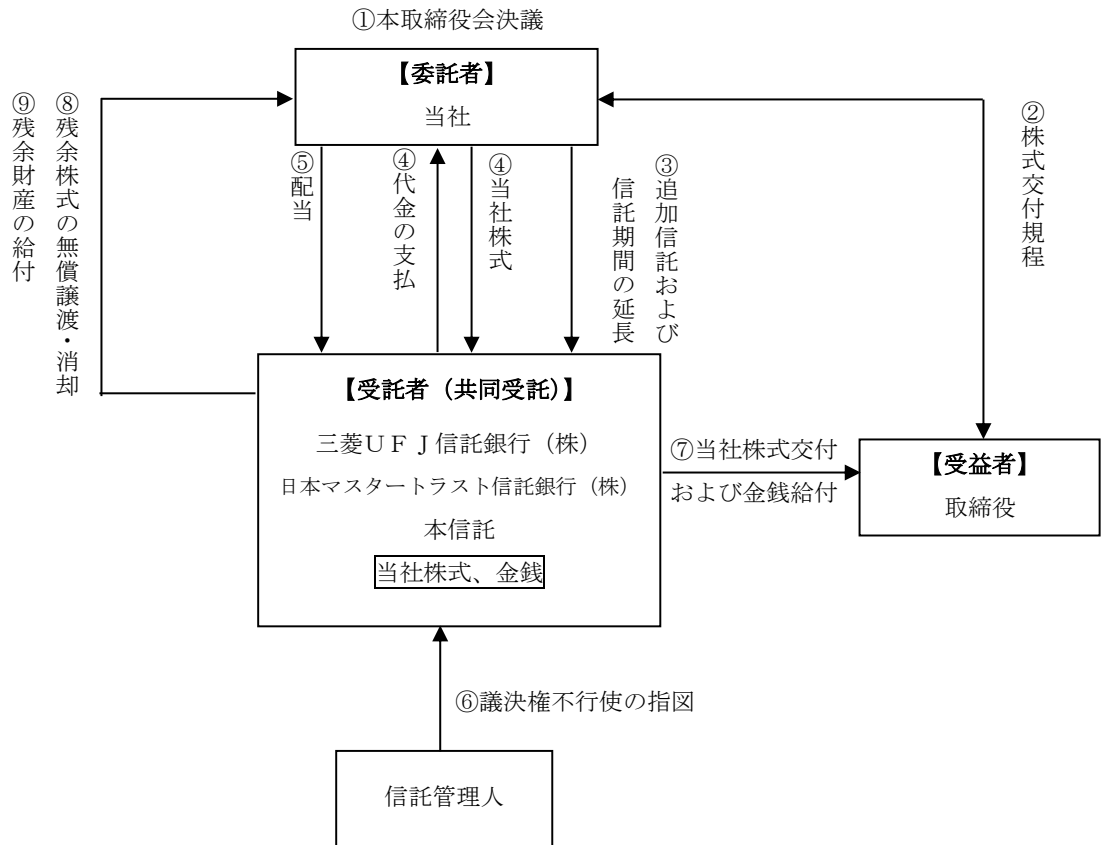 ①本取締役会決議
【委託者】
当社
⑨残余財産の給付
⑧残余株式の無償譲渡・消却
⑤配当
④代金の支払
④当社株式
③追加信託および
信託期間の延長
②株式交付規程
【受託者（共同受託）】
三菱ＵＦＪ信託銀行（株）
日本マスタートラスト信託銀行（株）
本信託
当社株式、金銭
⑦当社株式交付
および金銭給付
【受益者】
取締役
⑥議決権不行使の指図
信託管理人